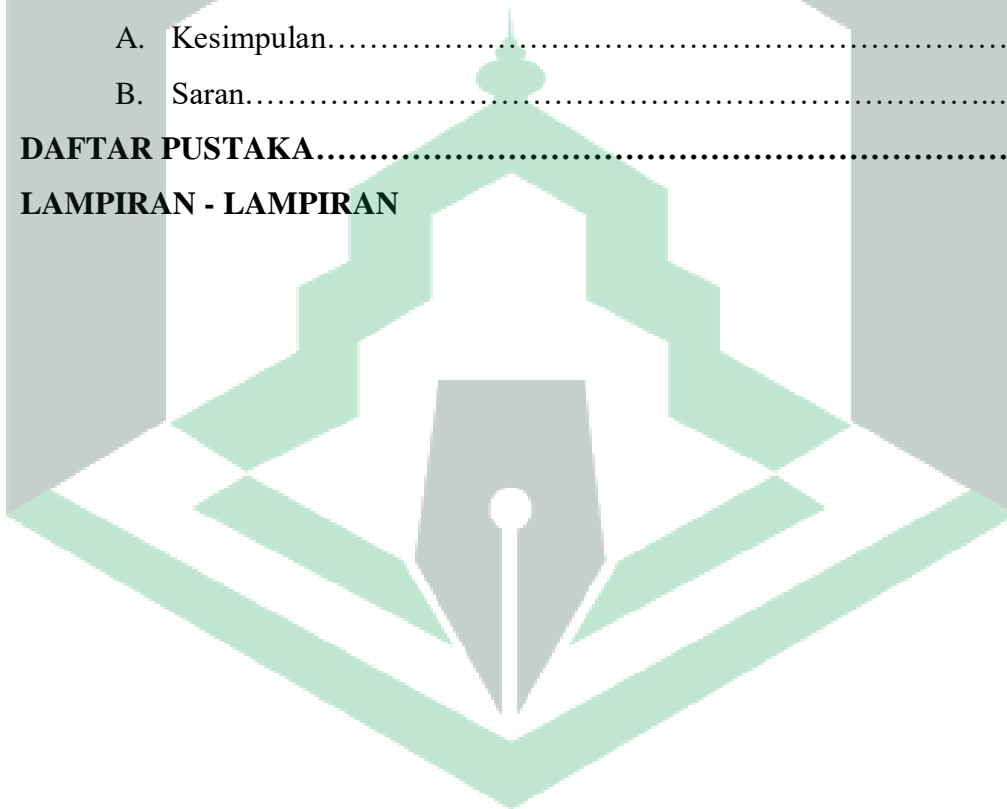 A. Kesimpulan……………………………………………………………
B. Saran…………………………………………………………………...
DAFTAR PUSTAKA……………………………………………………………
LAMPIRAN - LAMPIRAN